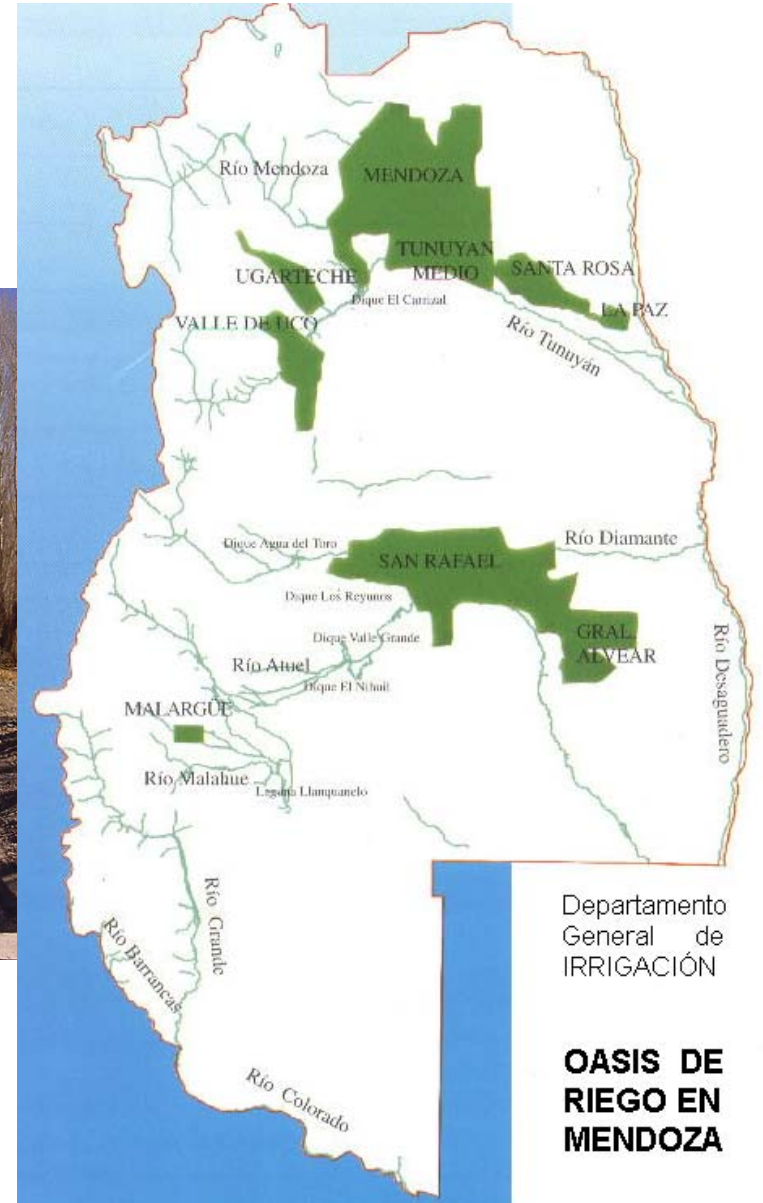 Río Mendoza
MENDOZA
UGARTECHE
TUNUYAN
MEDIO
SANTA ROSA
LA PAZ
Dique El Carrizal
VALLE DE UCO
Río Tunuyán
Dique Agua del Toro
Río Diamante
SAN RAFAEL
Dique Los Reyunos
Dique Valle Grande
GRAL.
ALVEAR
Río Atuel
Dique El Nihuil
Río Desaguadero
MALARGÜE
Río Malahue
Laguna Llanquanelo
Río Grande
Río Barrancas
Río Colorado
Departamento
General de
IRRIGACIÓN
OASIS DE
RIEGO EN
MENDOZA